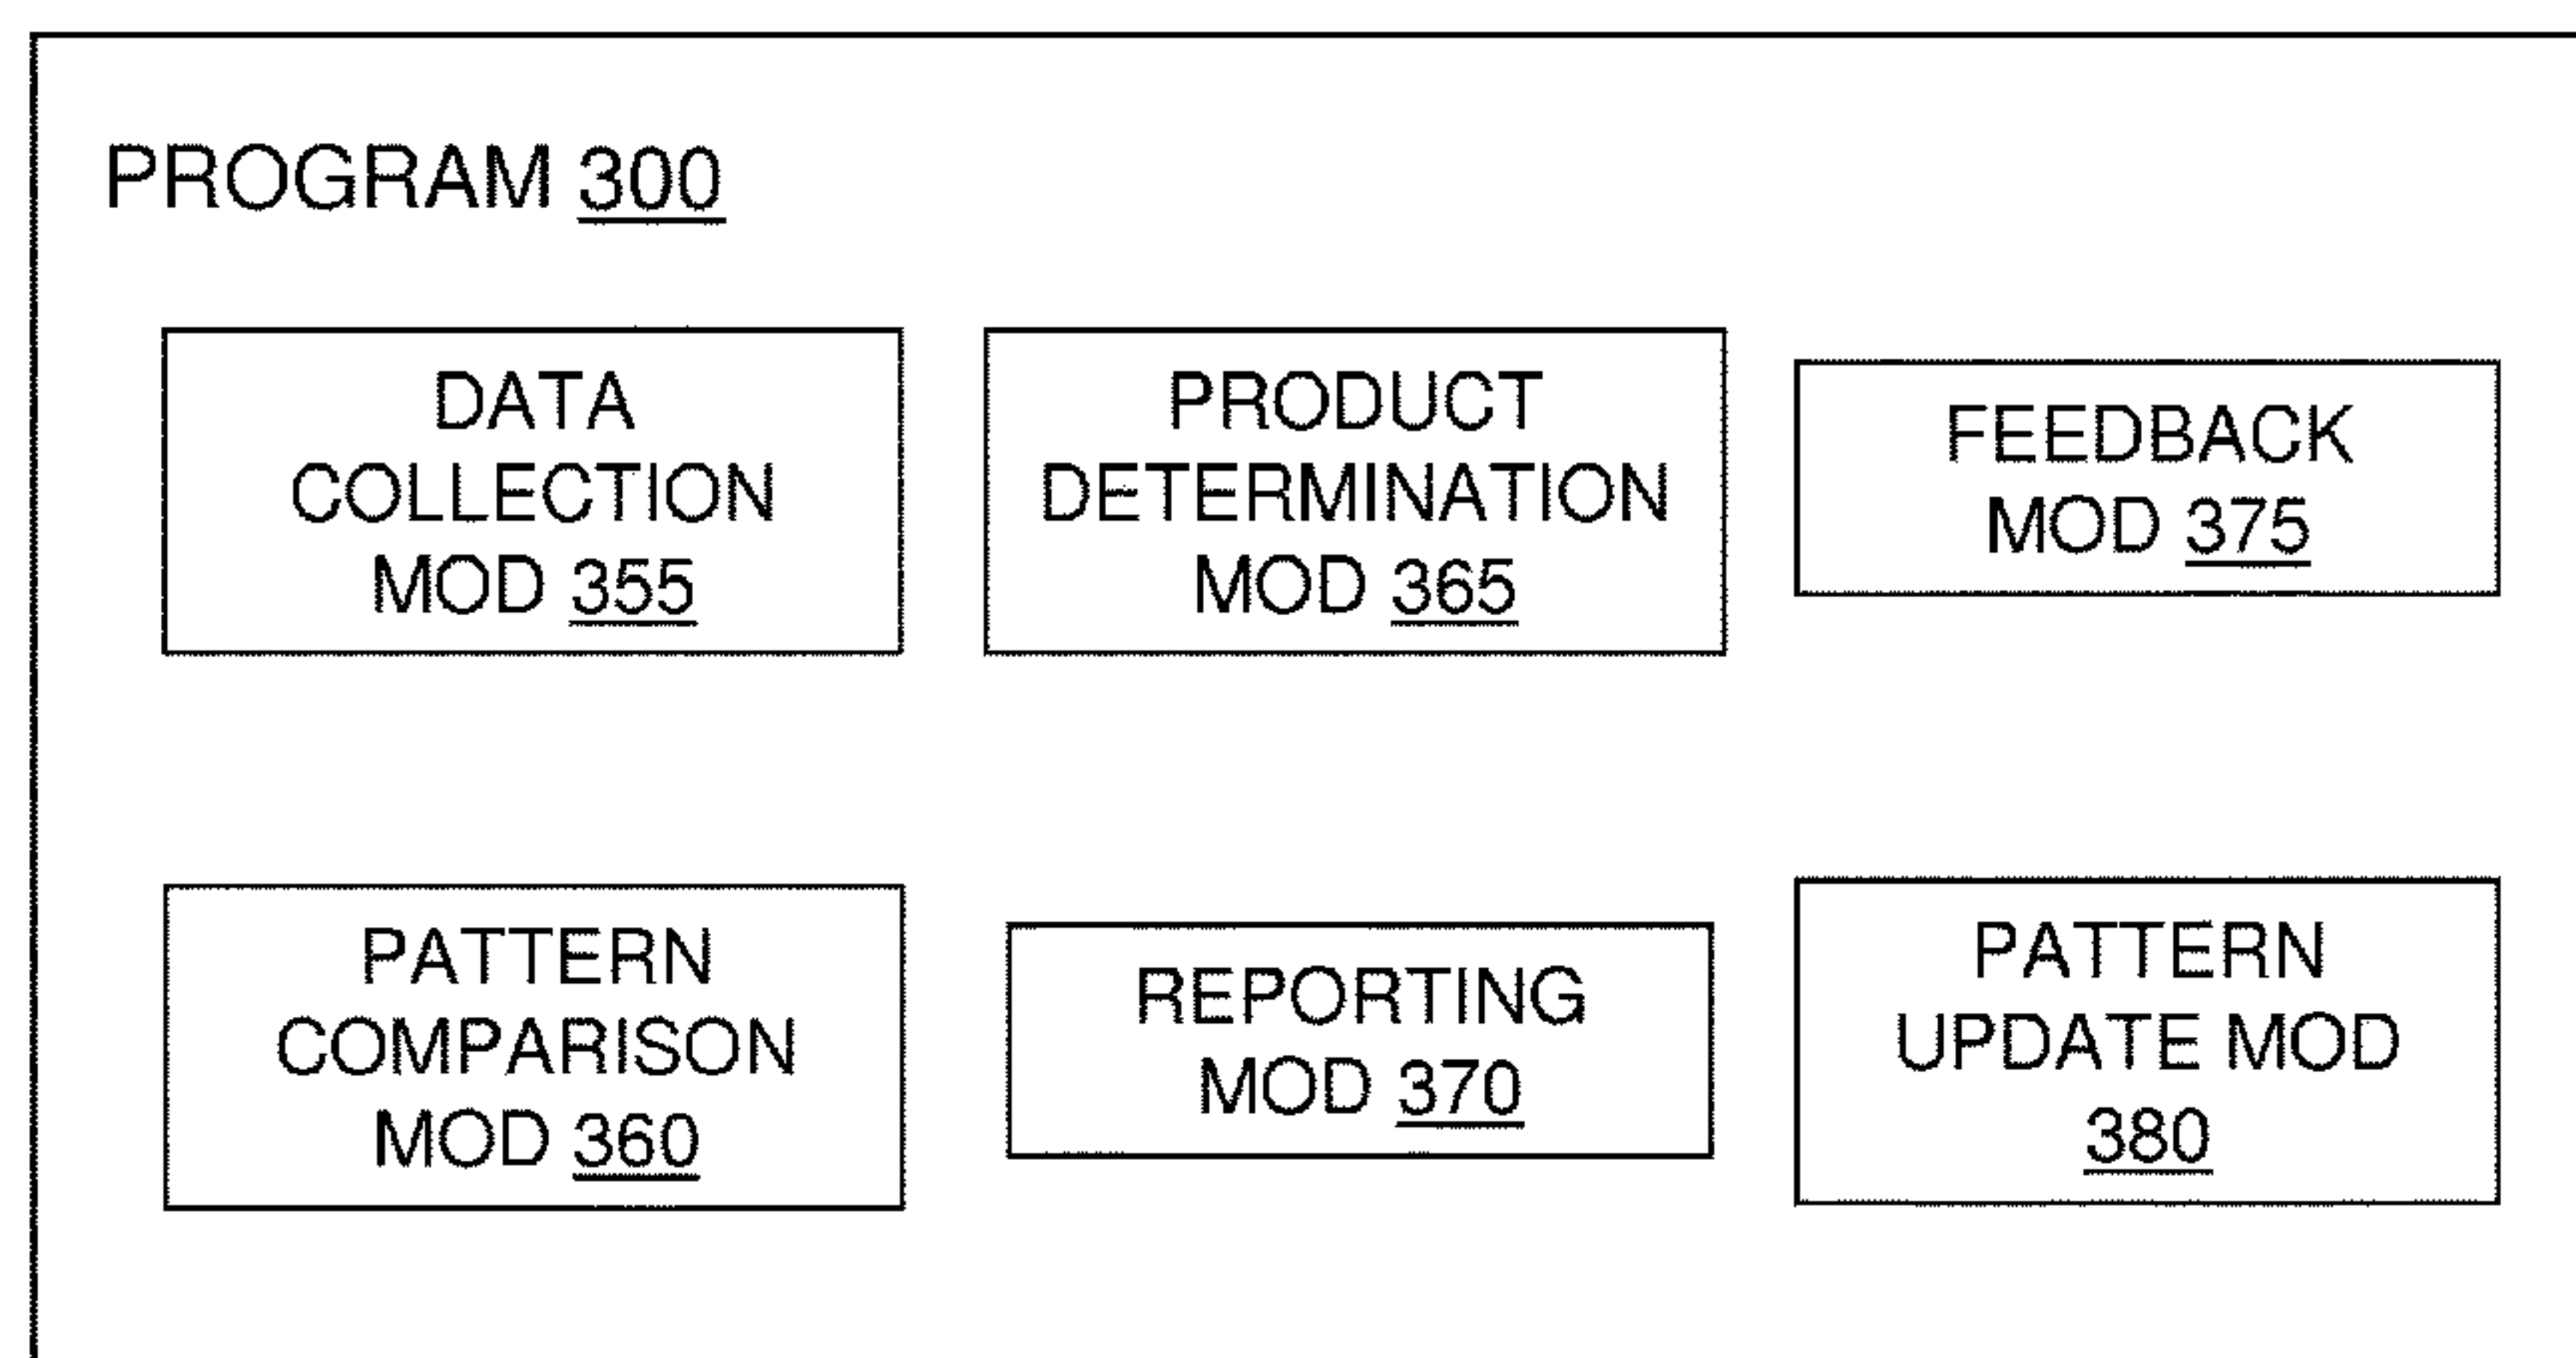 PROGRAM 300
DATA
COLLECTION
MOD 355
PRODUCT
DETERMINATION
MOD 365
FEEDBACK
MOD 375
PATTERN
COMPARISON
MOD 360
REPORTING
MOD 370
PATTERN
UPDATE MOD
380